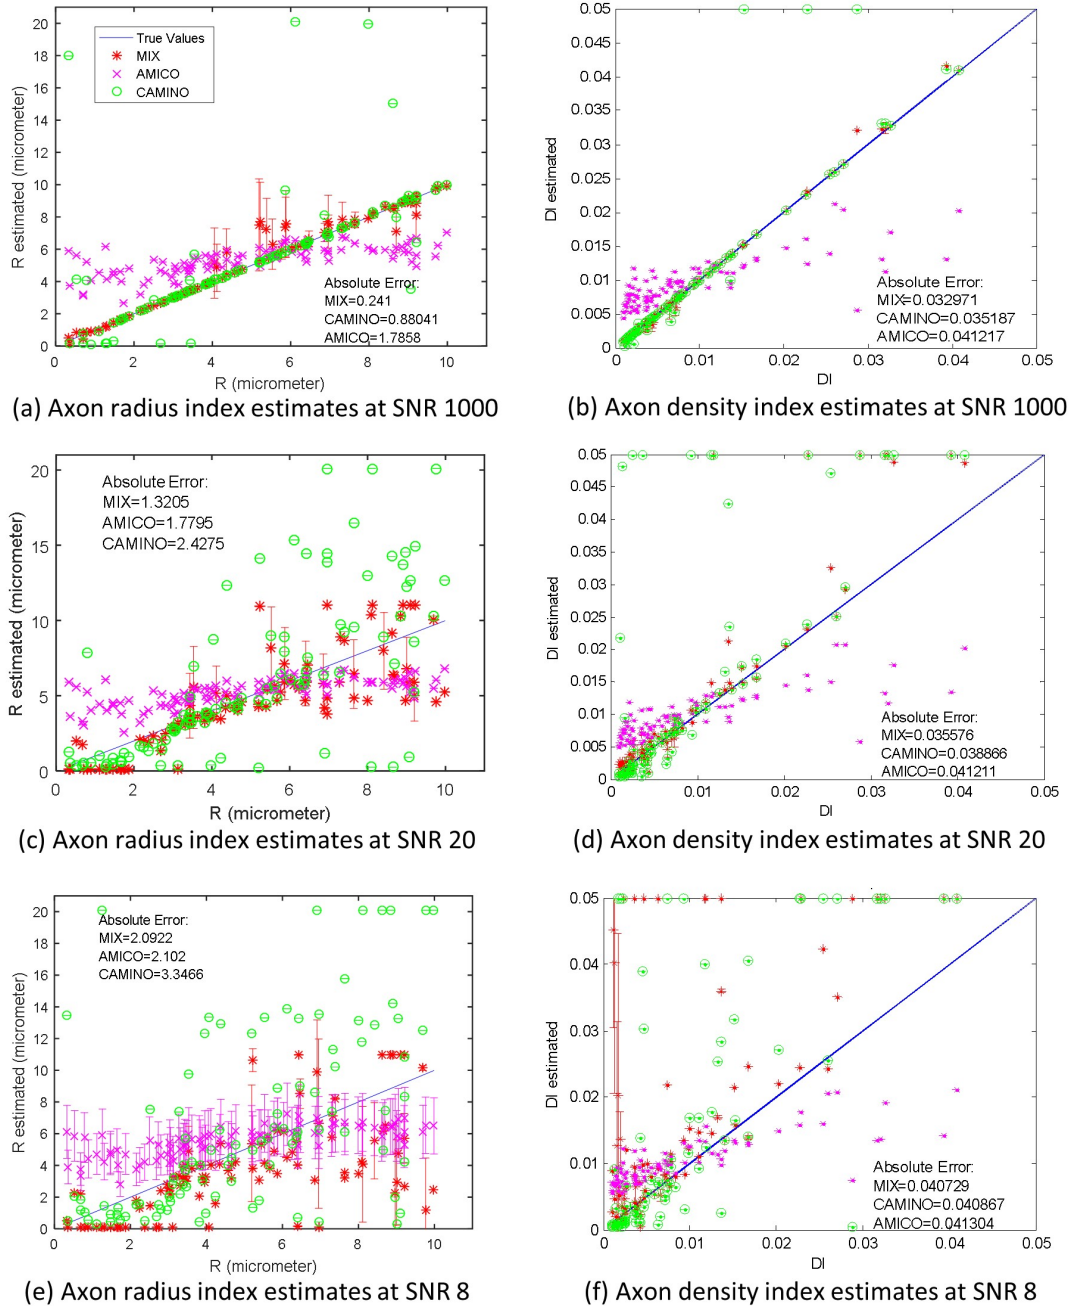 20
18
16
14
12
10
8
6
4
2
0
0 2 4 6 8 10
R estimated (micrometer)
R (micrometer)
True Values
MIX
AMICO
CAMINO
Absolute Error:
MIX=0.241
CAMINO=0.88041
AMICO=1.7858
(a) Axon radius index estimates at SNR 1000
0.05
0.045
0.04
0.035
0.03
0.025
0.02
0.015
0.01
0.005
0
0 0.01 0.02 0.03 0.04 0.05
DI estimated
DI
Absolute Error:
MIX=0.032971
CAMINO=0.035187
AMICO=0.041217
(b) Axon density index estimates at SNR 1000
20
15
10
5
0
0 2 4 6 8 10
R estimated (micrometer)
R (micrometer)
Absolute Error:
MIX=1.3205
AMICO=1.7795
CAMINO=2.4275
(c) Axon radius index estimates at SNR 20
0.05
0.045
0.04
0.035
0.03
0.025
0.02
0.015
0.01
0.005
0
0 0.01 0.02 0.03 0.04 0.05
DI estimated
DI
Absolute Error:
MIX=0.035576
CAMINO=0.038866
AMICO=0.041211
(d) Axon density index estimates at SNR 20
20
18
16
14
12
10
8
6
4
2
0
0 2 4 6 8 10
R estimated (micrometer)
R (micrometer)
Absolute Error:
MIX=2.0922
AMICO=2.102
CAMINO=3.3466
(e) Axon radius index estimates at SNR 8
0.05
0.04
0.03
0.02
0.01
0
0 0.01 0.02 0.03 0.04 0.05
DI estimated
DI
Absolute Error:
MIX=0.040729
CAMINO=0.040867
AMICO=0.041304
(f) Axon density index estimates at SNR 8